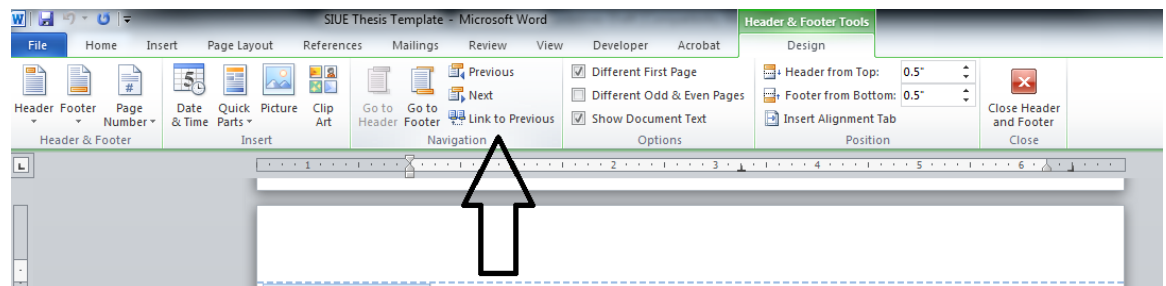 SIUE Thesis Template - Microsoft Word
Header & Footer Tools
File Home Insert Page Layout References Mailings Review View Developer Acrobat Design
Header Footer Page Number
Date & Time Quick Parts Picture Clip Art
Go to Header Go to Footer
Previous
Next
Link to Previous
Different First Page
Different Odd & Even Pages
Show Document Text
Header from Top: 0.5"
Footer from Bottom: 0.5"
Insert Alignment Tab
Close Header and Footer
Header & Footer Insert Navigation Options Position Close
1 1 2 3 4 5 6